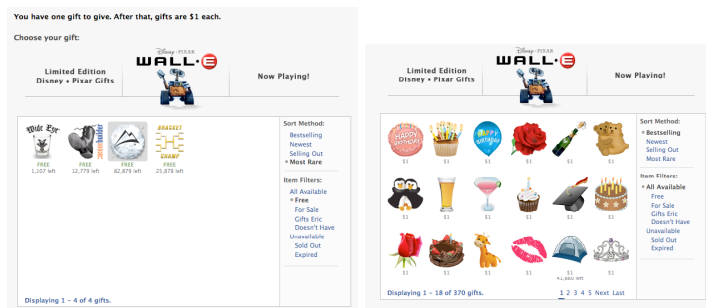 You have one gift to give. After that, gifts are $1 each.
Choose your gift:
Limited Edition
Disney • Pixar Gifts
Disney • PIXAR
WALL•E
Now Playing!
Wide Eye
careerbuilder
BRACKET
CHAMP
FREE
1,107 left
FREE
12,779 left
FREE
82,879 left
FREE
25,878 left
Sort Method:
Bestselling
Newest
Selling Out
• Most Rare
Item Filters:
All Available
• Free
For Sale
Gifts Eric
Doesn't Have
Unavailable
Sold Out
Expired
Displaying 1 - 4 of 4 gifts.
Limited Edition
Disney • Pixar Gifts
Disney • PIXAR
WALL•E
Now Playing!
HAPPY
BIRTHDAY
HAPPY
BIRTHDAY
$1 $1 $1 $1 $1 $1
$1 $1 $1 $1 $1 $1
$1 $1 $1 $1 $1 $1
left
Sort Method:
• Bestselling
Newest
Selling Out
Most Rare
Item Filters:
• All Available
Free
For Sale
Gifts Eric
Doesn't Have
Unavailable
Sold Out
Expired
Displaying 1 - 18 of 370 gifts.
1 2 3 4 5 Next Last